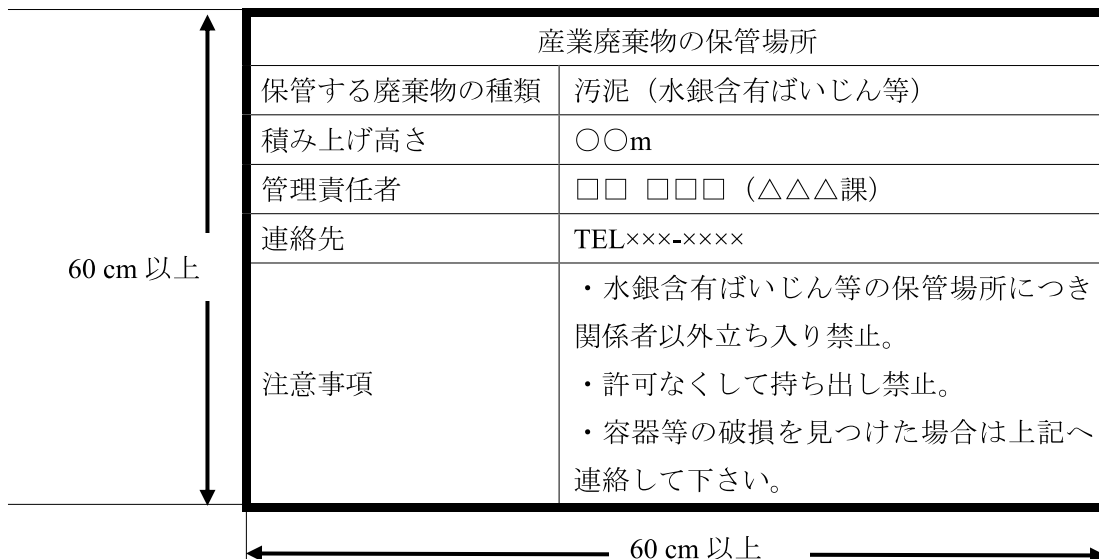 産業廃棄物の保管場所
保管する廃棄物の種類 汚泥（水銀含有ばいじん等）
積み上げ高さ ○○m
管理責任者 □□ □□□（△△△課）
連絡先 TEL×××-××××
60 cm 以上
注意事項
・水銀含有ばいじん等の保管場所につき
関係者以外立ち入り禁止。
・許可なくして持ち出し禁止。
・容器等の破損を見つけた場合は上記へ
連絡して下さい。
60 cm 以上